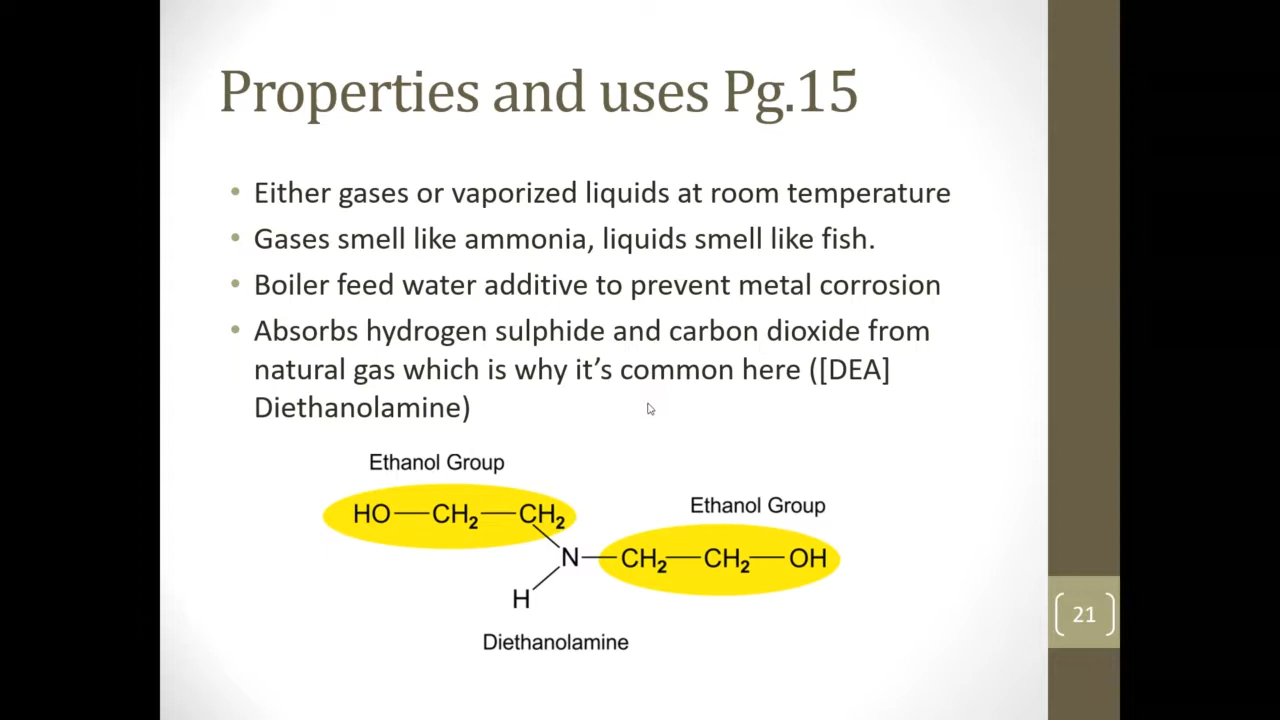 Properties and uses Pg.15
• Either gases or vaporized liquids at room temperature
• Gases smell like ammonia, liquids smell like fish.
• Boiler feed water additive to prevent metal corrosion
• Absorbs hydrogen sulphide and carbon dioxide from
natural gas which is why it’s common here ([DEA]
Diethanolamine)
Ethanol Group
HO—CH₂—CH₂
Ethanol Group
N—CH₂—CH₂—OH
H
Diethanolamine
21